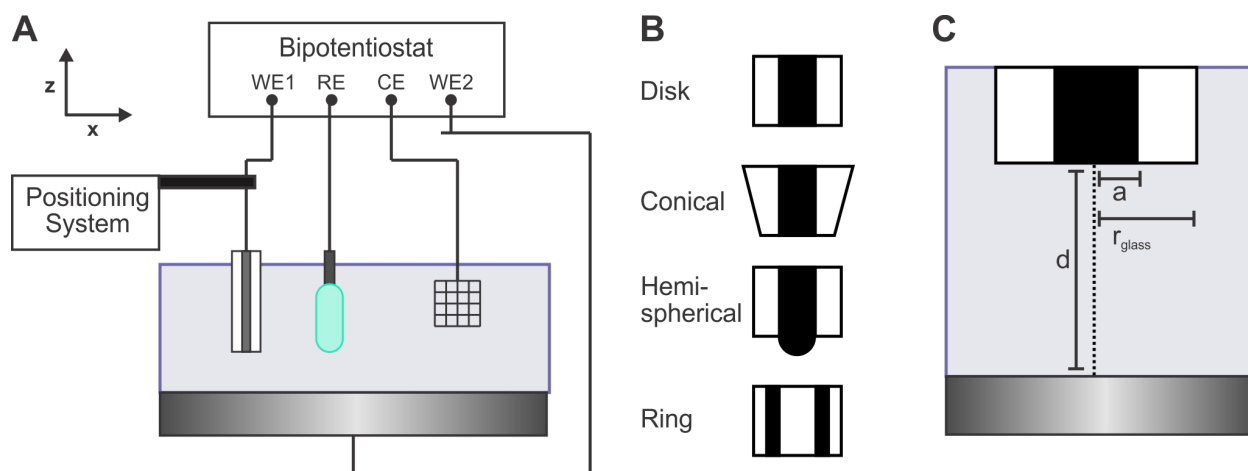 A
z
x
Bipotentiostat
WE1 RE CE WE2
Positioning
System
B
Disk
Conical
Hemi-
spherical
Ring
C
a
r glass
d